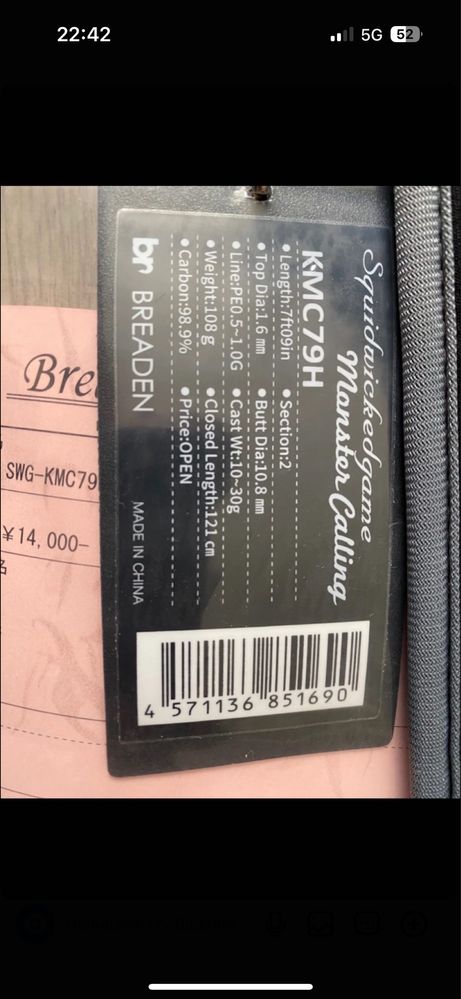 22:42
5G
52
Squidwickedgame
Monster Calling
KMC79H
• Length:7ft09in • Section:2
• Top Dia:1.6 mm • Butt Dia:10.8 mm
• Line:PE0.5~1.0G • Cast Wt:10~30g
• Weight:108 g • Closed Length:121 cm
• Carbon:98.9% • Price:OPEN
br BREADEN
MADE IN CHINA
4 571136 851690
SWG-KMC79
¥14,000-